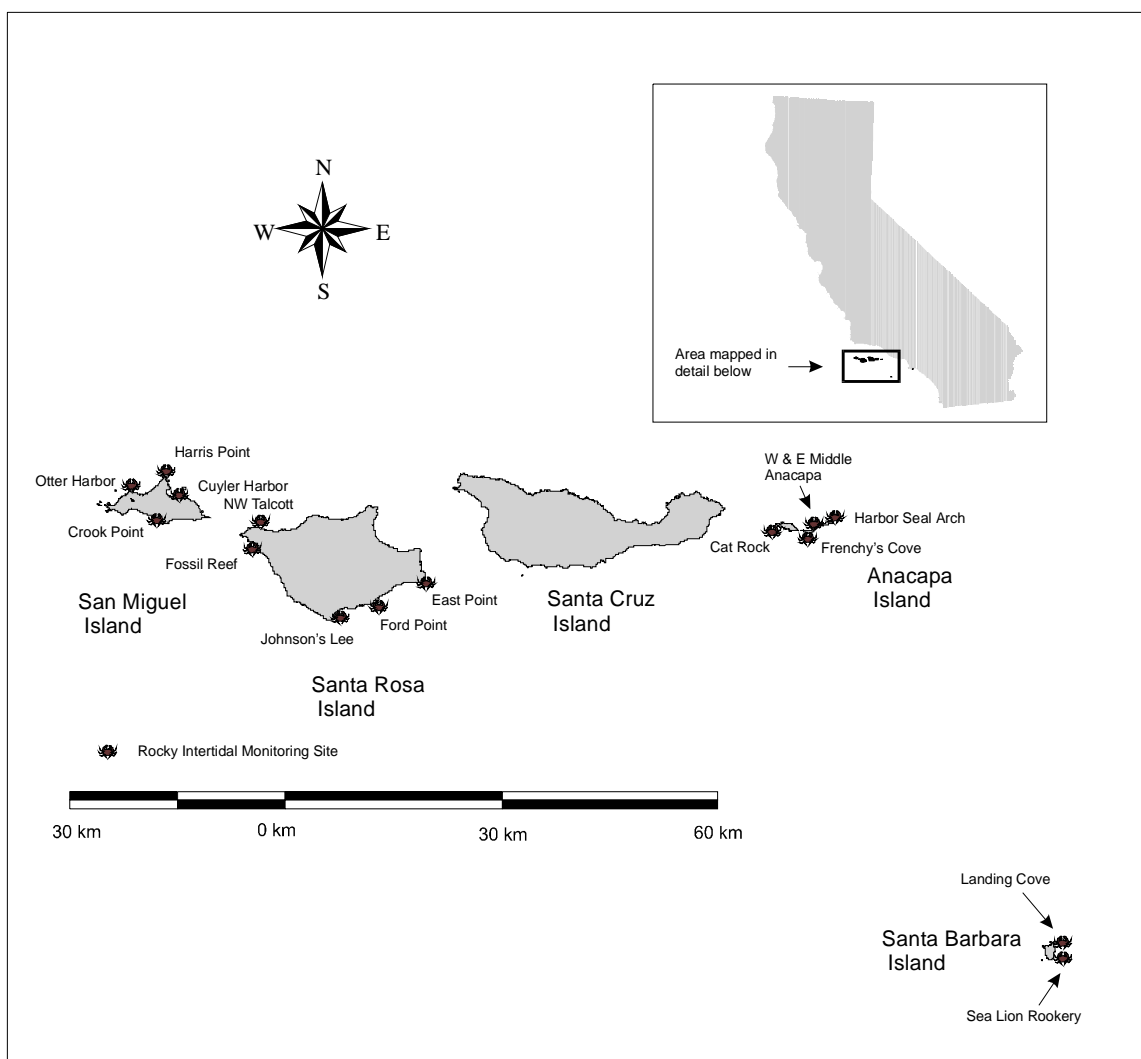 N
W
E
S
Area mapped in
detail below
Harris Point
Otter Harbor
Cuyler Harbor
NW Talcott
Crook Point
Fossil Reef
San Miguel
Island
East Point
Ford Point
Johnson's Lee
Santa Rosa
Island
Santa Cruz
Island
W & E Middle
Anacapa
Harbor Seal Arch
Cat Rock
Frenchy's Cove
Anacapa
Island
Rocky Intertidal Monitoring Site
30 km
0 km
30 km
60 km
Landing Cove
Santa Barbara
Island
Sea Lion Rookery